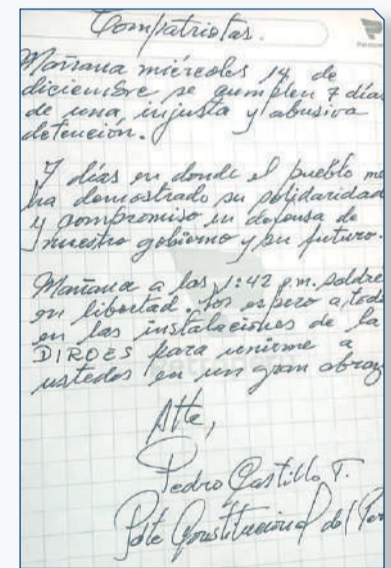 Compatriotas.
Mañana miércoles 14 de
diciembre se cumplen 7 días
de una injusta y abusiva
detención.
7 días en donde el pueblo me
ha demostrado su solidaridad
y compromiso en defensa de
nuestro gobierno y su futuro.
Mañana a las 1:42 p.m. saldré
en libertad. Los espero a tod
en las instalaciones de la
DIROES para unirme a
ustedes en un gran abraz
Atte,
Pedro Castillo T.
Pdte Constitucional del Per